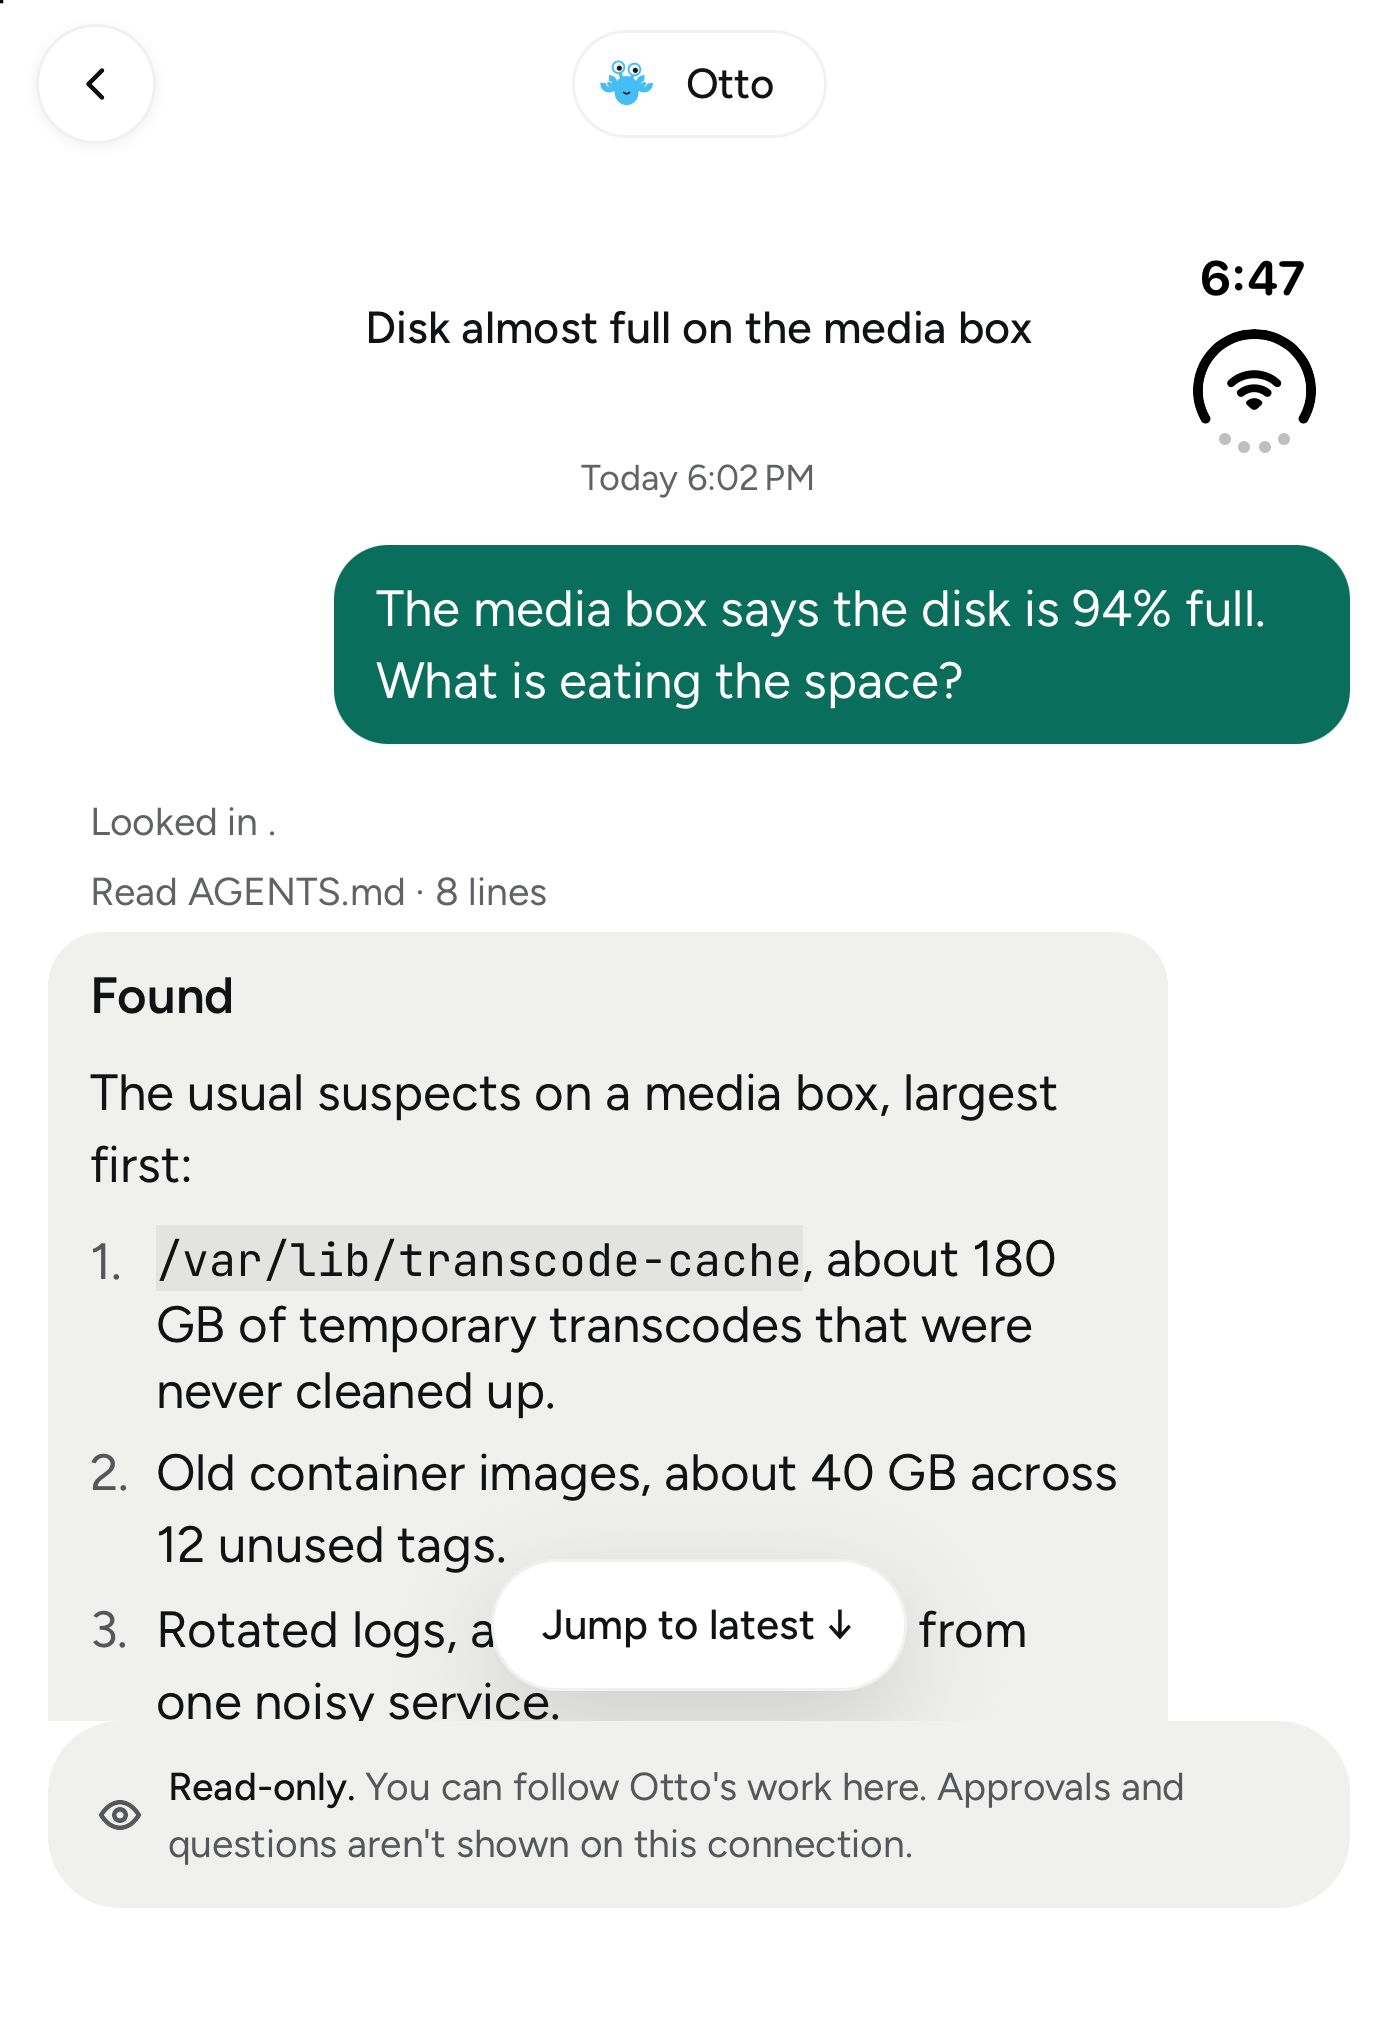 Otto
6:47
Disk almost full on the media box
Today 6:02 PM
The media box says the disk is 94% full.
What is eating the space?
Looked in .
Read AGENTS.md · 8 lines
Found
The usual suspects on a media box, largest
first:
1. /var/lib/transcode-cache, about 180
GB of temporary transcodes that were
never cleaned up.
2. Old container images, about 40 GB across
12 unused tags.
3. Rotated logs, from
one noisy service.
Jump to latest ↓
Read-only. You can follow Otto's work here. Approvals and
questions aren't shown on this connection.